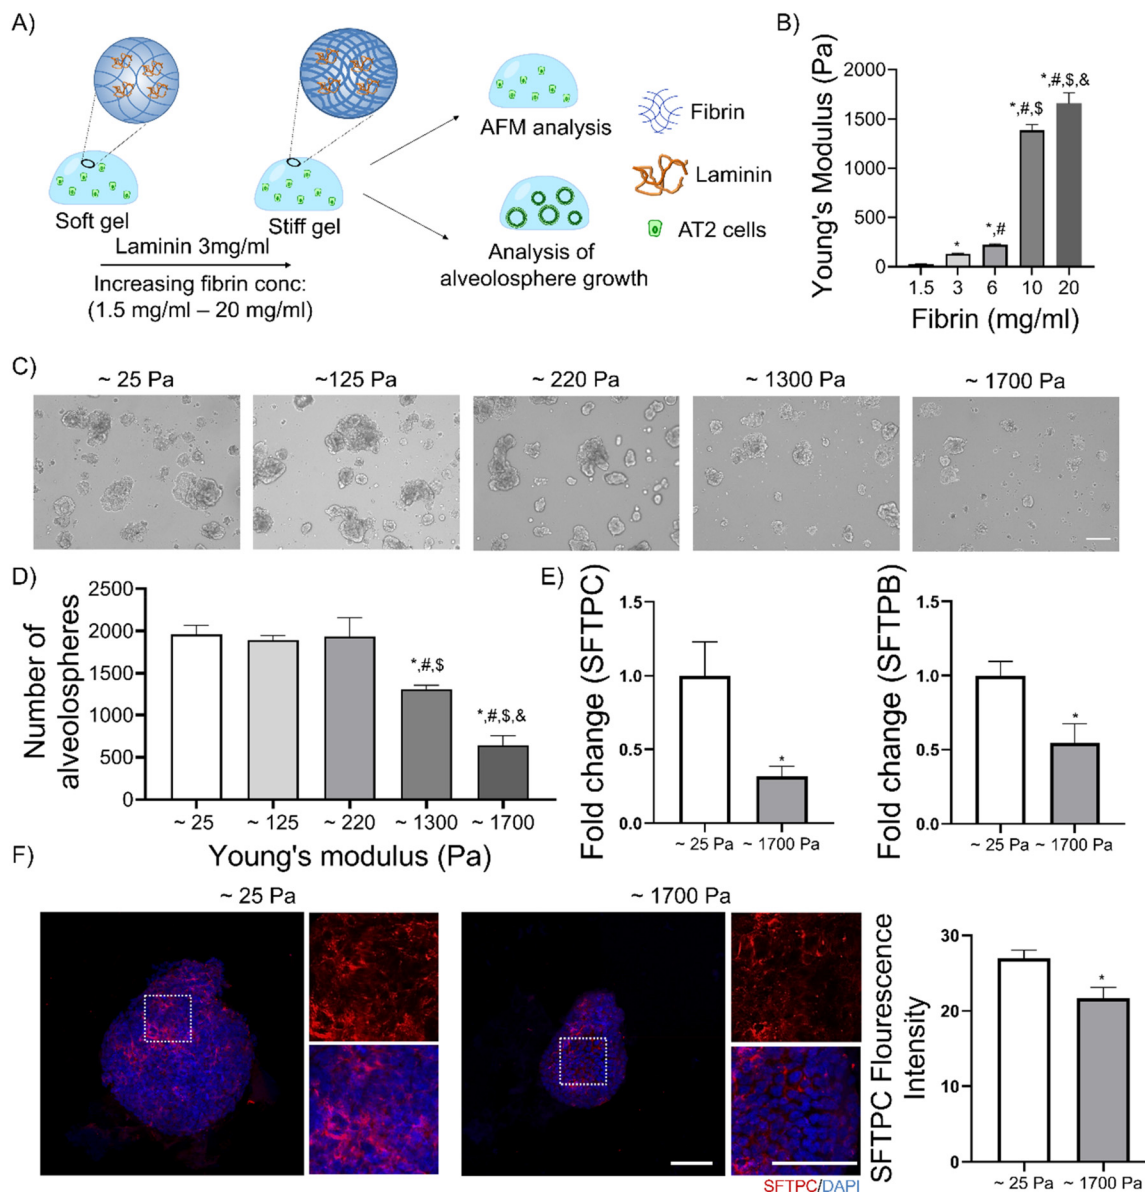 A)
Soft gel
Stiff gel
Laminin 3mg/ml
Increasing fibrin conc:
(1.5 mg/ml – 20 mg/ml)
AFM analysis
Analysis of
alveolosphere growth
Fibrin
Laminin
AT2 cells
B)
Young's Modulus (Pa)
2000
1500
1000
500
0
*
*,#
*,#,$
*,#,$,&
1.5 3 6 10 20
Fibrin (mg/ml)
C)
~ 25 Pa
~125 Pa
~ 220 Pa
~ 1300 Pa
~ 1700 Pa
D)
Number of
alveolospheres
2500
2000
1500
1000
500
0
*,#,$
*,#,$,&
~ 25 ~ 125 ~ 220 ~ 1300 ~ 1700
Young's modulus (Pa)
E)
Fold change (SFTPC)
1.5
1.0
0.5
0.0
*
~ 25 Pa ~ 1700 Pa
Fold change (SFTPB)
1.5
1.0
0.5
0.0
*
~ 25 Pa ~ 1700 Pa
F)
~ 25 Pa
~ 1700 Pa
SFTPC/DAPI
SFTPC Flourescence
Intensity
30
20
10
0
*
~ 25 Pa ~ 1700 Pa